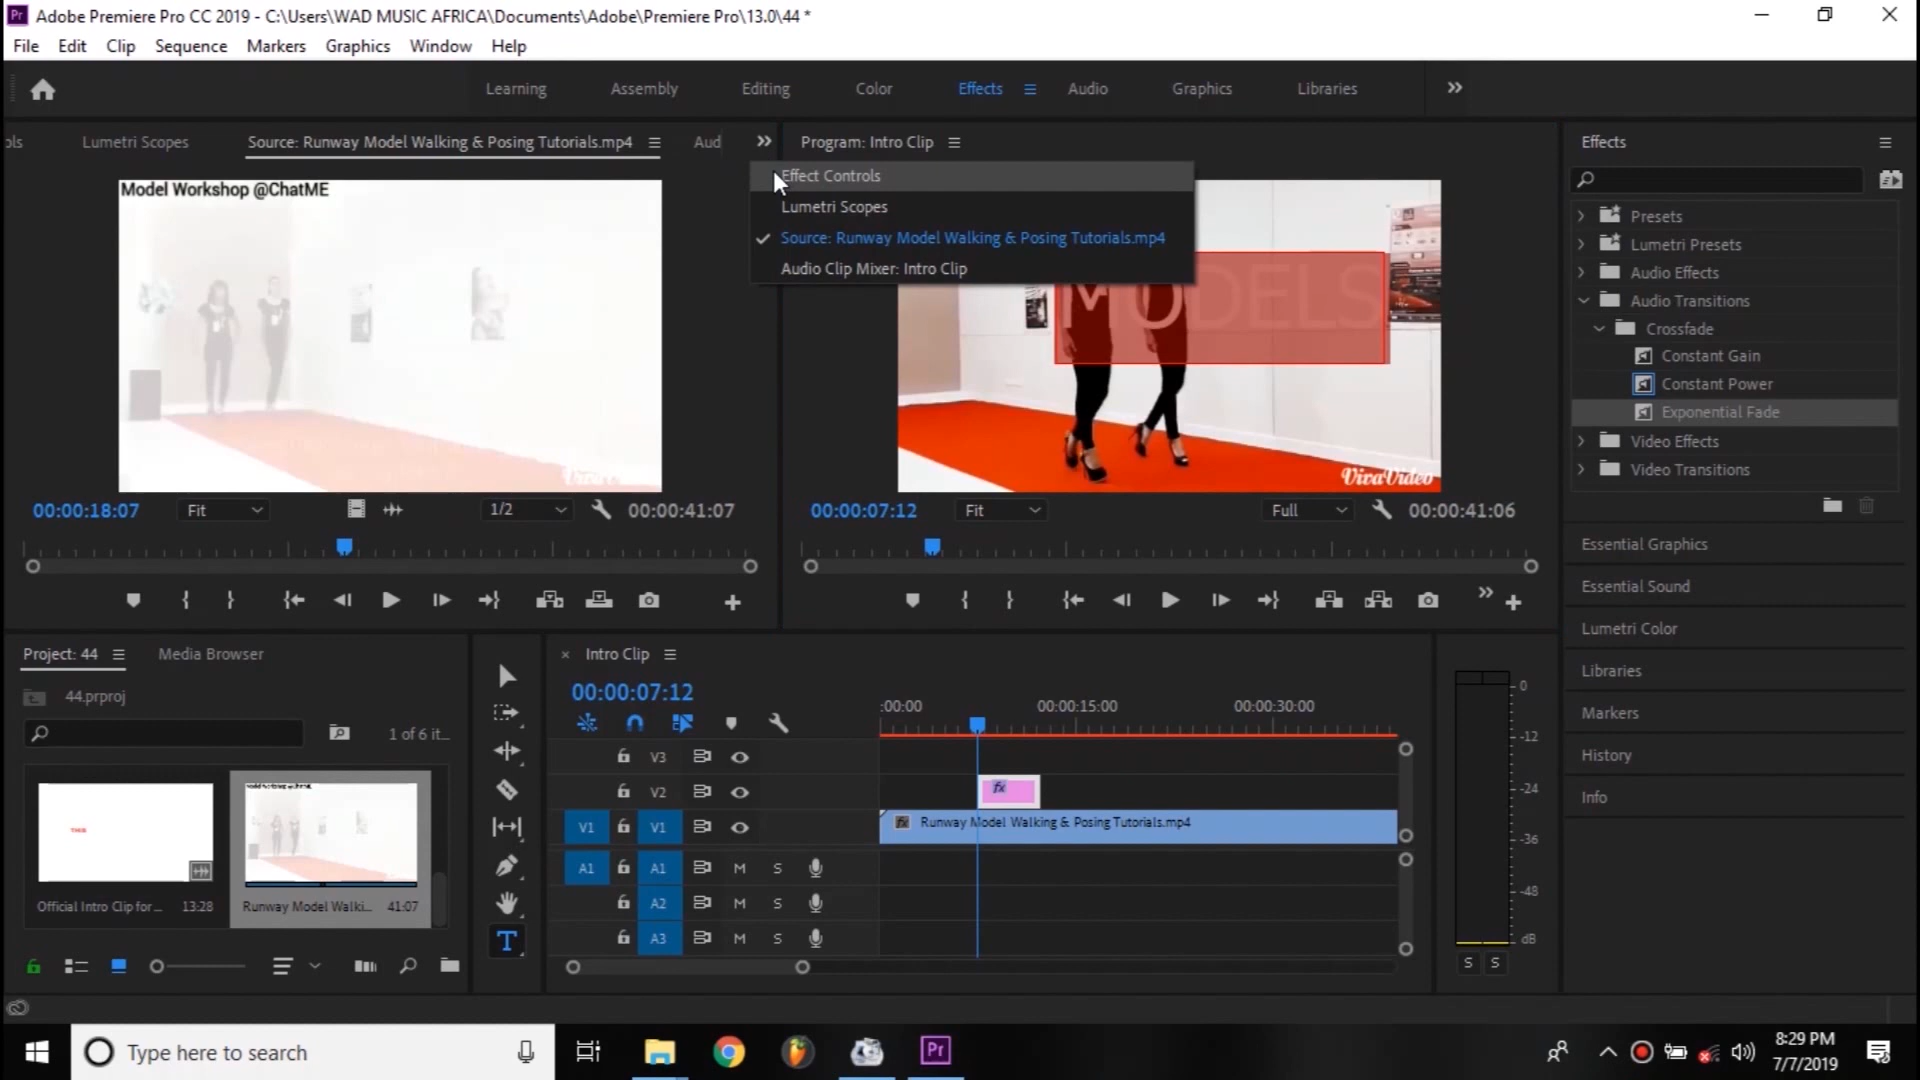 Adobe Premiere Pro CC 2019 - C:\Users\WAD MUSIC AFRICA\Documents\Adobe\Premiere Pro\13.0\44 *
File Edit Clip Sequence Markers Graphics Window Help
Learning Assembly Editing Color Effects Audio Graphics Libraries
ols Lumetri Scopes Source: Runway Model Walking & Posing Tutorials.mp4 Aud
Program: Intro Clip
Effects
Effect Controls
Lumetri Scopes
Source: Runway Model Walking & Posing Tutorials.mp4
Audio Clip Mixer: Intro Clip
Model Workshop @ChatME
MODELS
VivaVideo
Presets
Lumetri Presets
Audio Effects
Audio Transitions
Crossfade
Constant Gain
Constant Power
Exponential Fade
Video Effects
Video Transitions
00:00:18:07 Fit 1/2 00:00:41:07
00:00:07:12 Fit Full 00:00:41:06
Essential Graphics
Essential Sound
Lumetri Color
Libraries
Markers
History
Info
Project: 44 Media Browser
44.prproj
1 of 6 it...
Official Intro Clip for ... 13:28
Runway Model Walki... 41:07
Intro Clip
00:00:07:12
:00:00 00:00:15:00 00:00:30:00
V3
V2 fx
V1 V1 fx Runway Model Walking & Posing Tutorials.mp4
A1 A1 M S
A2 M S
A3 M S
0
-12
-24
-36
-48
dB
S S
Type here to search
Pr
8:29 PM
7/7/2019